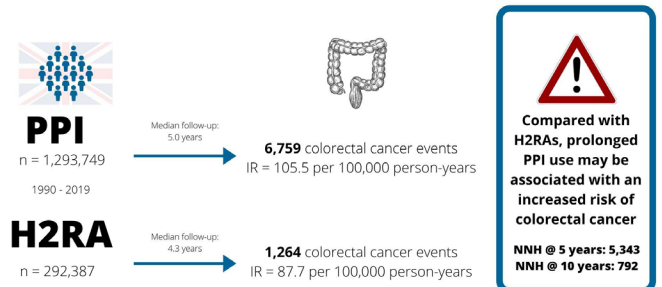 PPI
n = 1,293,749
1990 - 2019
Median follow-up:
5.0 years
6,759 colorectal cancer events
IR = 105.5 per 100,000 person-years
H2RA
n = 292,387
Median follow-up:
4.3 years
1,264 colorectal cancer events
IR = 87.7 per 100,000 person-years
!
Compared with
H2RAs, prolonged
PPI use may be
associated with an
increased risk of
colorectal cancer
NNH @ 5 years: 5,343
NNH @ 10 years: 792